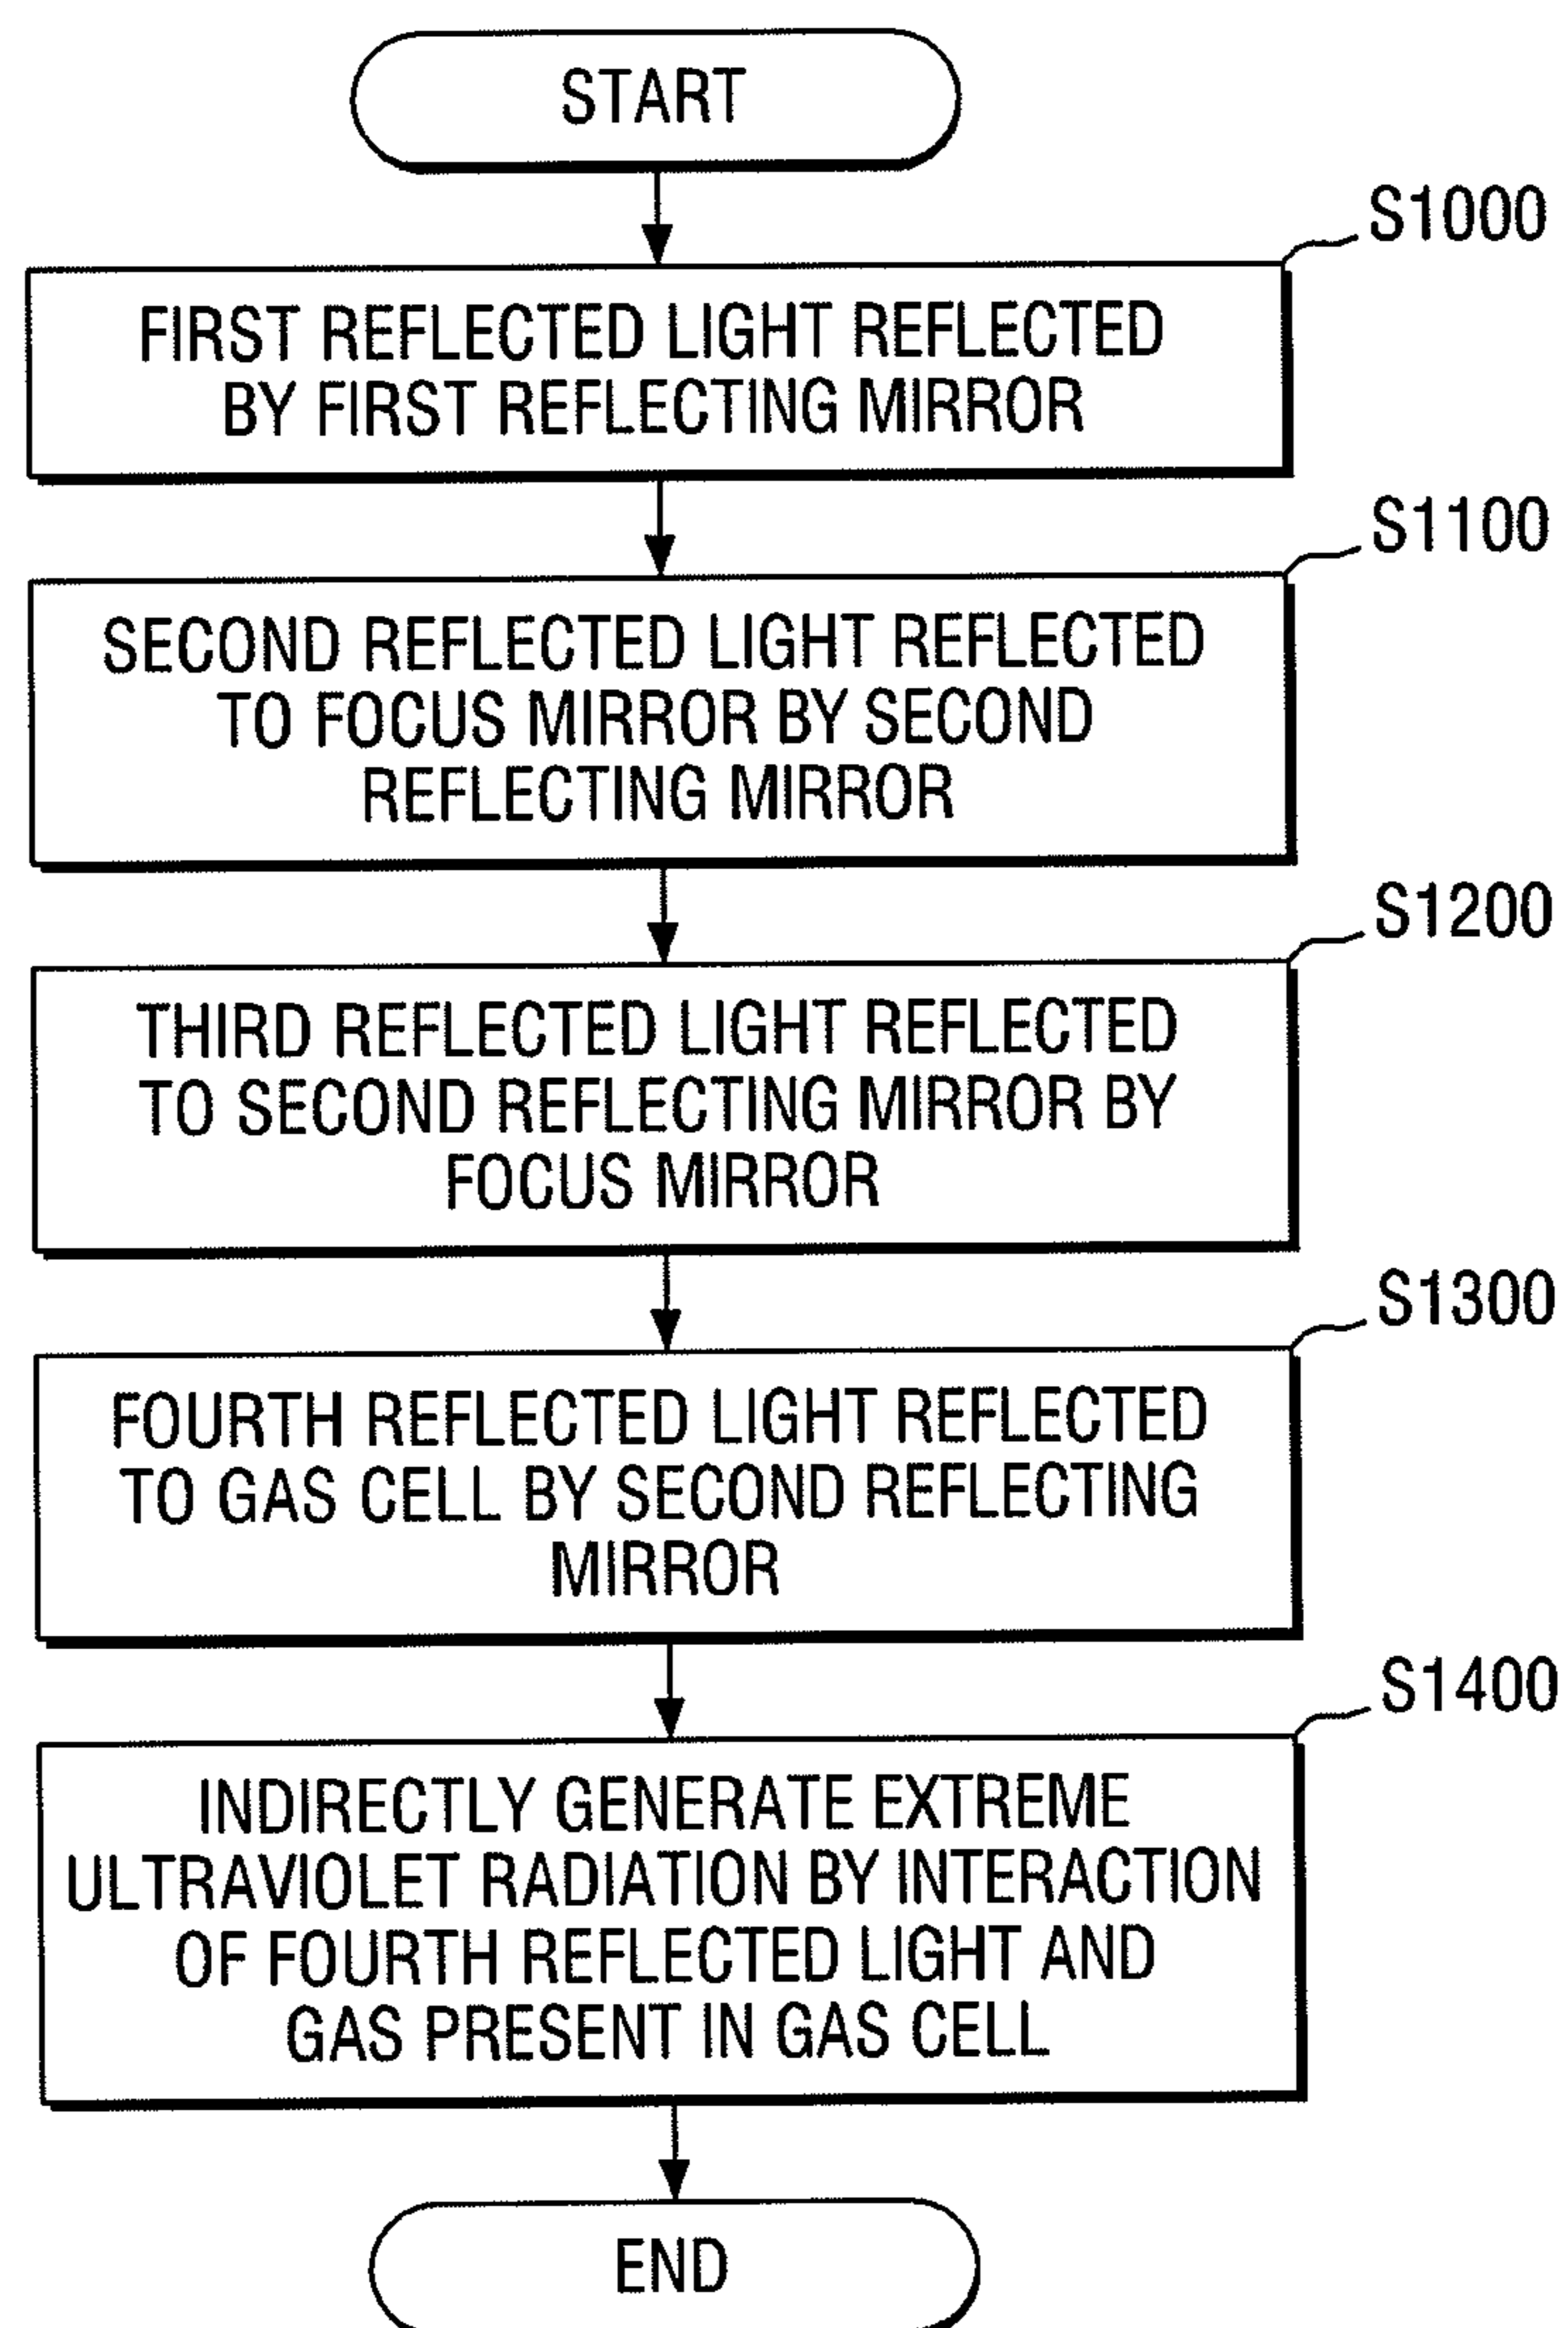 START
S1000
FIRST REFLECTED LIGHT REFLECTED
BY FIRST REFLECTING MIRROR
S1100
SECOND REFLECTED LIGHT REFLECTED
TO FOCUS MIRROR BY SECOND
REFLECTING MIRROR
S1200
THIRD REFLECTED LIGHT REFLECTED
TO SECOND REFLECTING MIRROR BY
FOCUS MIRROR
S1300
FOURTH REFLECTED LIGHT REFLECTED
TO GAS CELL BY SECOND REFLECTING
MIRROR
S1400
INDIRECTLY GENERATE EXTREME
ULTRAVIOLET RADIATION BY INTERACTION
OF FOURTH REFLECTED LIGHT AND
GAS PRESENT IN GAS CELL
END